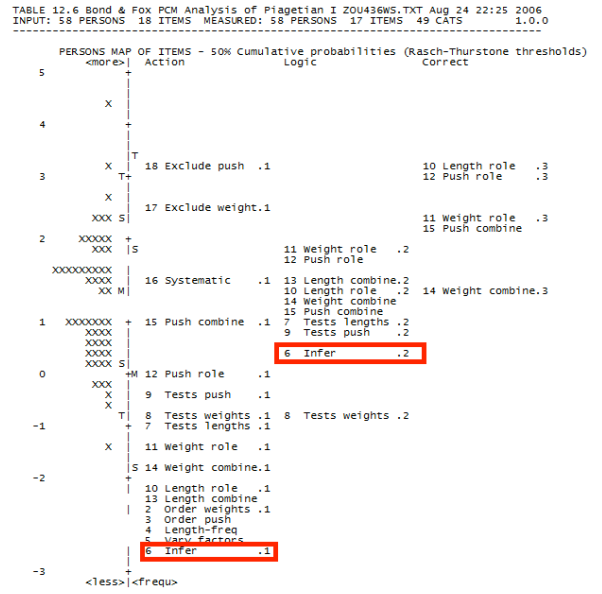 TABLE 12.6 Bond & Fox PCM Analysis of Piagetian I ZOU436WS.TXT Aug 24 22:25 2006
INPUT: 58 PERSONS 18 ITEMS MEASURED: 58 PERSONS 17 ITEMS 49 CATS 1.0.0
--------------------------------------------------------------------------------
PERSONS MAP OF ITEMS - 50% Cumulative probabilities (Rasch-Thurstone thresholds)
<more>| Action Logic Correct
5 +
|
|
X |
|
4 +
|
|
|T
X | 18 Exclude push .1 10 Length role .3
3 T+ 12 Push role .3
|
X |
| 17 Exclude weight.1
XXX S| 11 Weight role .3
15 Push combine
2 XXXXX +
XXX |S 11 Weight role .2
12 Push role
XXXXXXXXX |
XXXX | 16 Systematic .1 13 Length combine.2
XX M| 10 Length role .2 14 Weight combine.3
14 Weight combine
15 Push combine
1 XXXXXXX + 15 Push combine .1 7 Tests lengths .2
XXXX | 9 Tests push .2
XXXX |
XXXX | 6 Infer .2
XXXX S|
0 +M 12 Push role .1
XXX |
X | 9 Tests push .1
X |
T| 8 Tests weights .1 8 Tests weights .2
-1 + 7 Tests lengths .1
|
X | 11 Weight role .1
|
|S 14 Weight combine.1
-2 +
| 10 Length role .1
13 Length combine
| 2 Order weights .1
3 Order push
4 Length-freq
5 Vary factors
| 6 Infer .1
|
-3 +
<less>|<frequ>